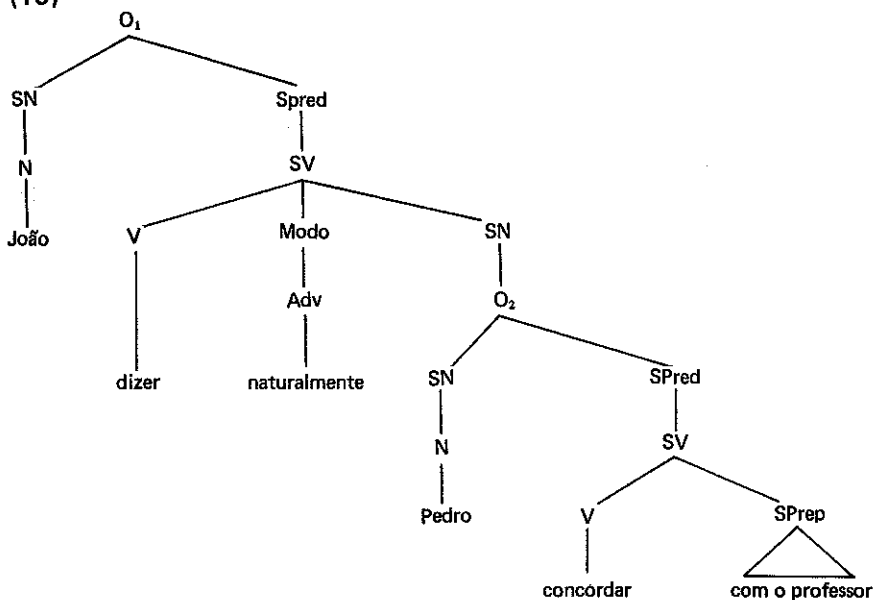 O₁
SN Spred
N SV
João V Modo SN
Adv O₂
dizer naturalmente SN SPred
N SV
Pedro V SPrep
concordar com o professor